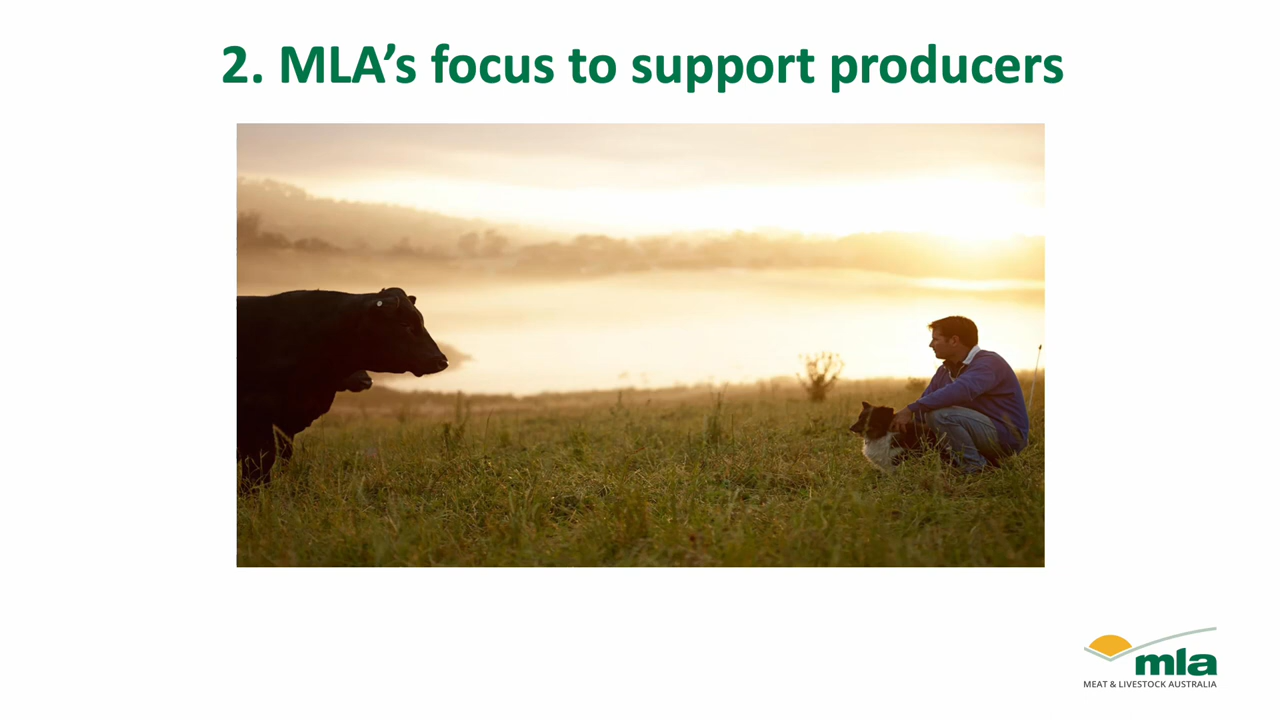 2. MLA’s focus to support producers
mla
MEAT & LIVESTOCK AUSTRALIA